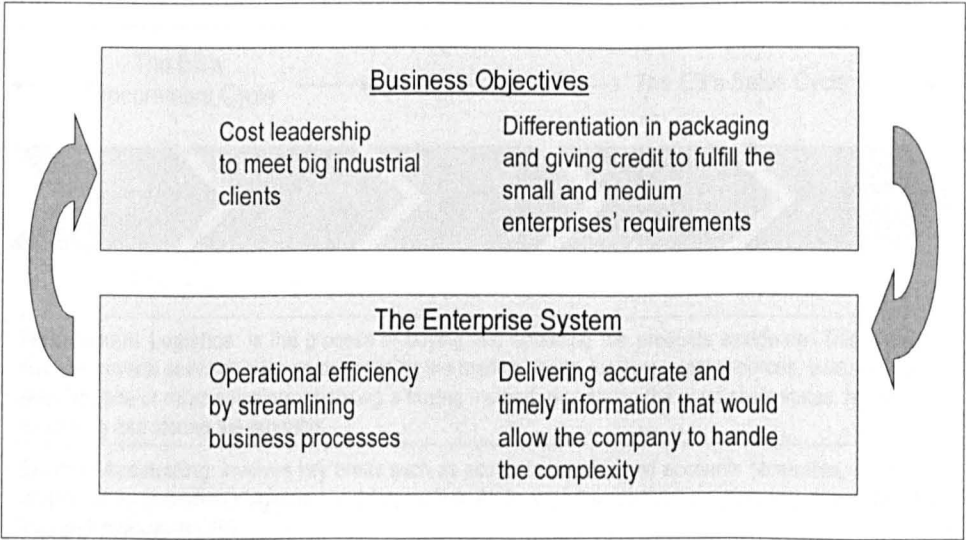 Business Objectives
Cost leadership
to meet big industrial
clients
Differentiation in packaging
and giving credit to fulfill the
small and medium
enterprises' requirements
The Enterprise System
Operational efficiency
by streamlining
business processes
Delivering accurate and
timely information that would
allow the company to handle
the complexity